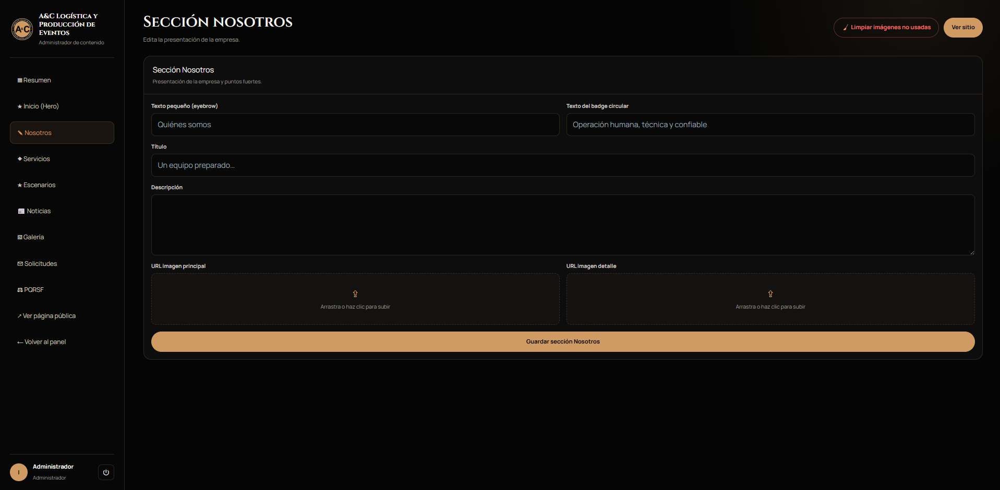 A&C
A&C Logística y
Producción de
Eventos
Administrador de contenido
Resumen
Inicio (Hero)
Nosotros
Servicios
Escenarios
Noticias
Galería
Solicitudes
PQRSF
Ver página pública
Volver al panel
I
Administrador
Administrador
Sección nosotros
Edita la presentación de la empresa.
Limpiar imágenes no usadas
Ver sitio
Sección Nosotros
Presentación de la empresa y puntos fuertes.
Texto pequeño (eyebrow)
Quiénes somos
Texto del badge circular
Operación humana, técnica y confiable
Título
Un equipo preparado...
Descripción
URL imagen principal
Arrastra o haz clic para subir
URL imagen detalle
Arrastra o haz clic para subir
Guardar sección Nosotros